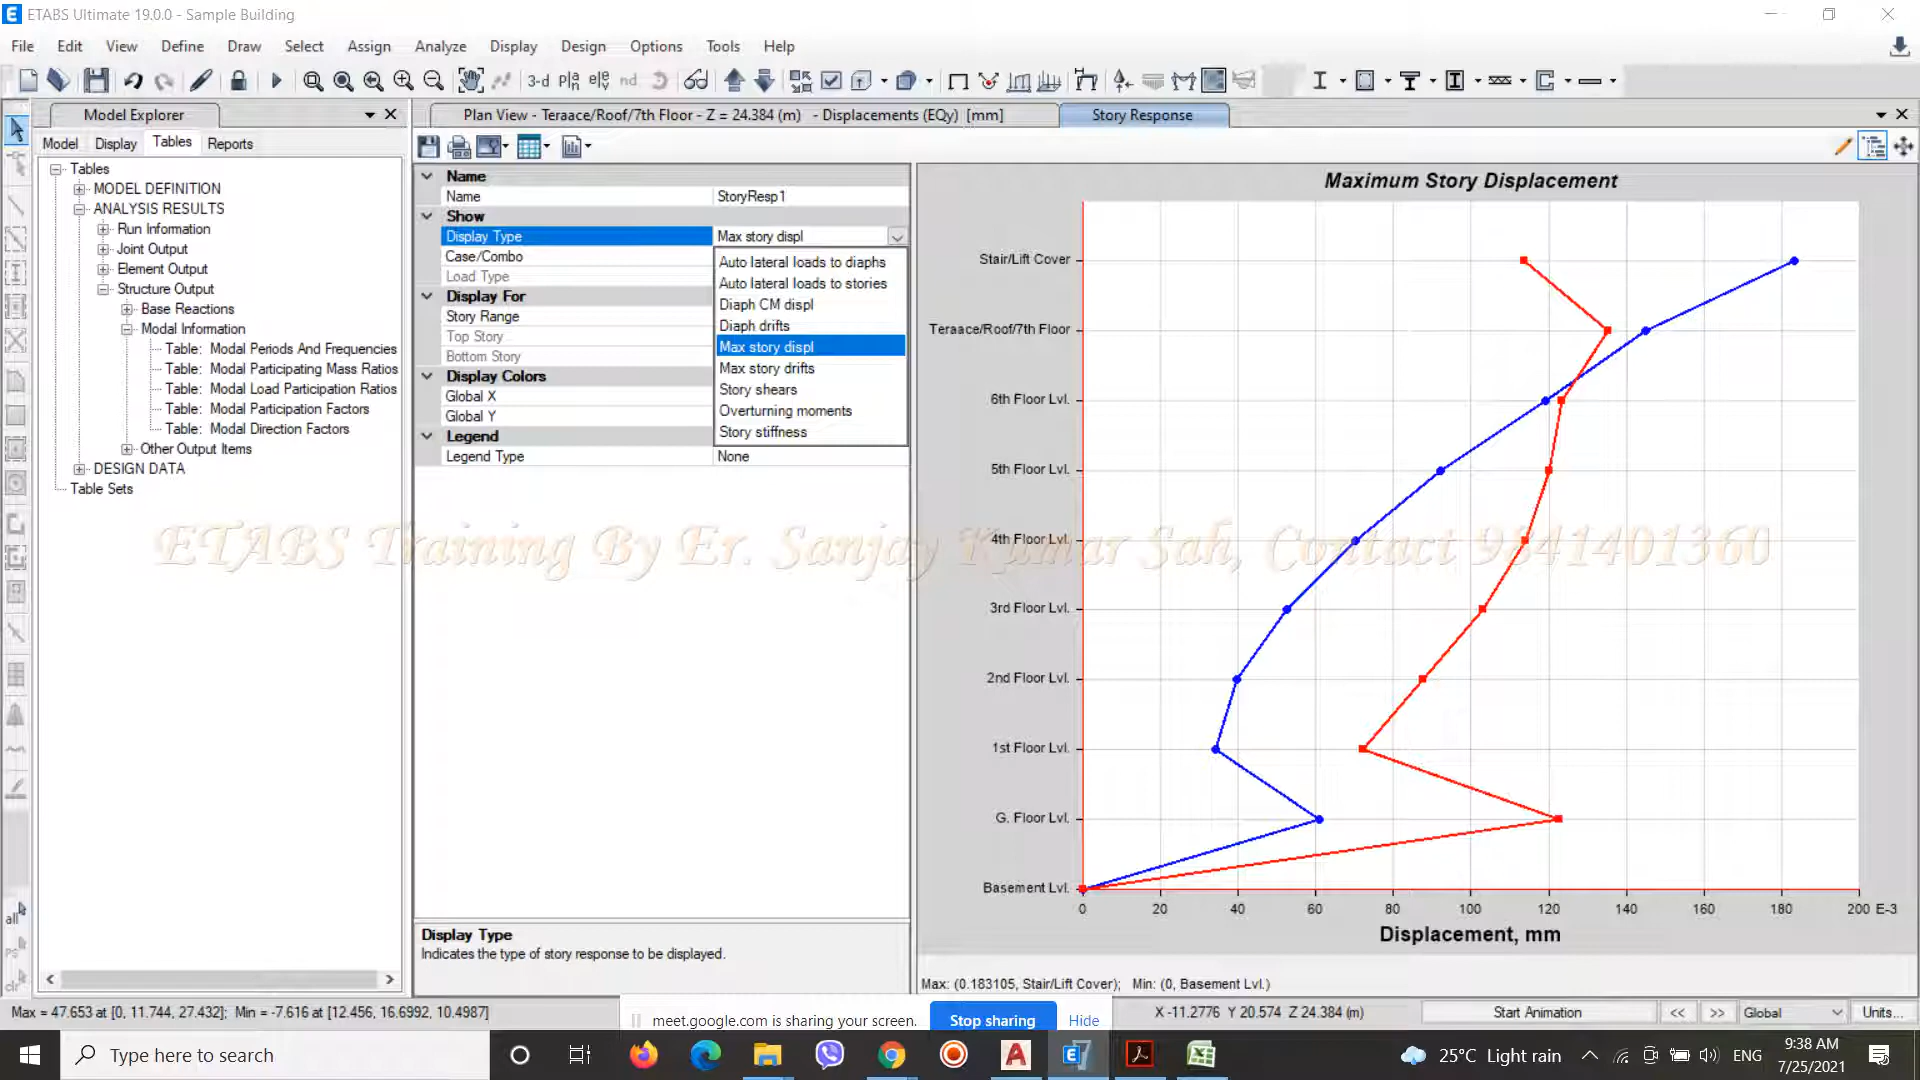 ETABS Ultimate 19.0.0 - Sample Building
File Edit View Define Draw Select Assign Analyze Display Design Options Tools Help
3-d
nd
Model Explorer
Plan View - Teraace/Roof/7th Floor - Z = 24.384 (m) - Displacements (EQy) [mm]
Story Response
Model Display Tables Reports
Tables
MODEL DEFINITION
ANALYSIS RESULTS
Run Information
Joint Output
Element Output
Structure Output
Base Reactions
Modal Information
Table: Modal Periods And Frequencies
Table: Modal Participating Mass Ratios
Table: Modal Load Participation Ratios
Table: Modal Participation Factors
Table: Modal Direction Factors
Other Output Items
DESIGN DATA
Table Sets
Name
Name StoryResp1
Show
Display Type Max story displ
Case/Combo
Load Type
Display For
Story Range
Top Story
Bottom Story
Display Colors
Global X
Global Y
Legend
Legend Type None
Auto lateral loads to diaphs
Auto lateral loads to stories
Diaph CM displ
Diaph drifts
Max story displ
Max story drifts
Story shears
Overturning moments
Story stiffness
Maximum Story Displacement
Stair/Lift Cover
Teraace/Roof/7th Floor
6th Floor Lvl.
5th Floor Lvl.
4th Floor Lvl.
3rd Floor Lvl.
2nd Floor Lvl.
1st Floor Lvl.
G. Floor Lvl.
Basement Lvl.
0 20 40 60 80 100 120 140 160 180 200 E-3
Displacement, mm
ETABS Training By Er. Sanjay Kumar Sah, Contact 9841401360
Display Type
Indicates the type of story response to be displayed.
Max: (0.183105, Stair/Lift Cover); Min: (0, Basement Lvl.)
all
ps
clr
Max = 47.653 at [0, 11.744, 27.432]; Min = -7.616 at [12.456, 16.6992, 10.4987]
meet.google.com is sharing your screen. Stop sharing Hide
X -11.2776 Y 20.574 Z 24.384 (m)
Start Animation << >> Global Units...
Type here to search
25°C Light rain
ENG
9:38 AM
7/25/2021